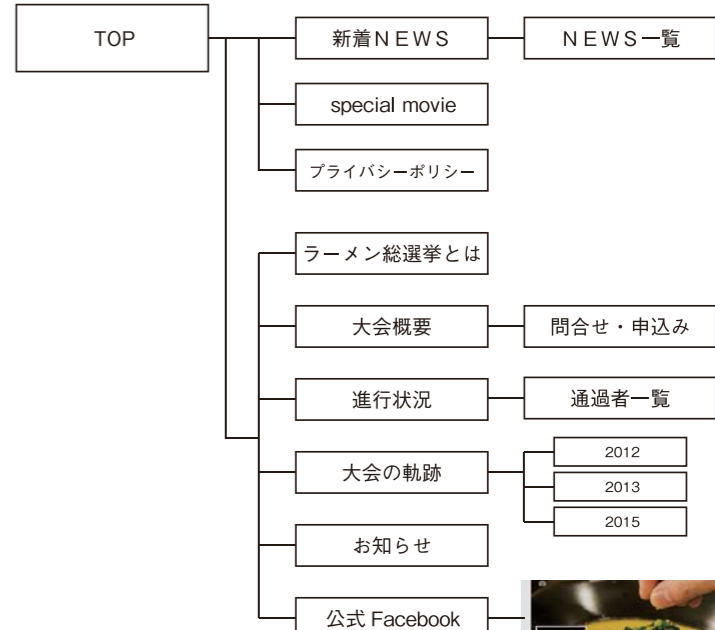 TOP
新着ＮＥＷＳ
ＮＥＷＳ一覧
special movie
プライバシーポリシー
ラーメン総選挙とは
大会概要
問合せ・申込み
進行状況
通過者一覧
大会の軌跡
2012
2013
2015
お知らせ
公式 Facebook